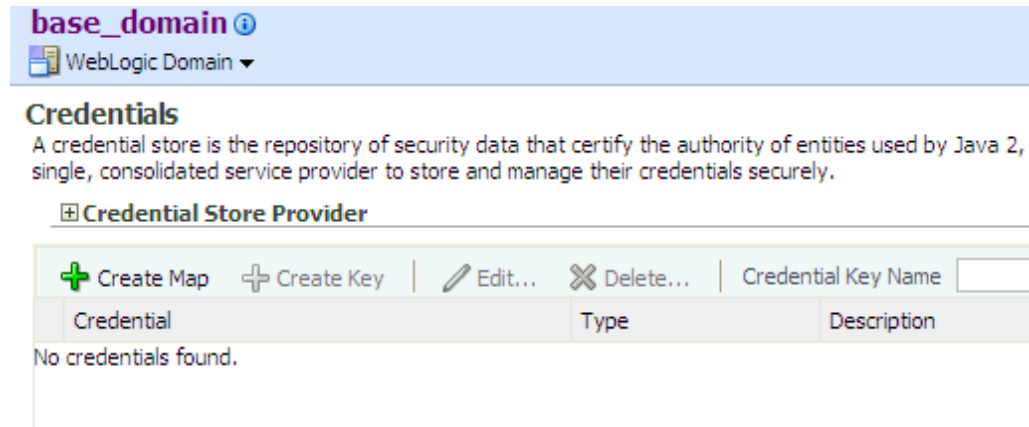 base_domain
WebLogic Domain
Credentials
A credential store is the repository of security data that certify the authority of entities used by Java 2,
single, consolidated service provider to store and manage their credentials securely.
Credential Store Provider
Create Map Create Key Edit... Delete... Credential Key Name
Credential Type Description
No credentials found.